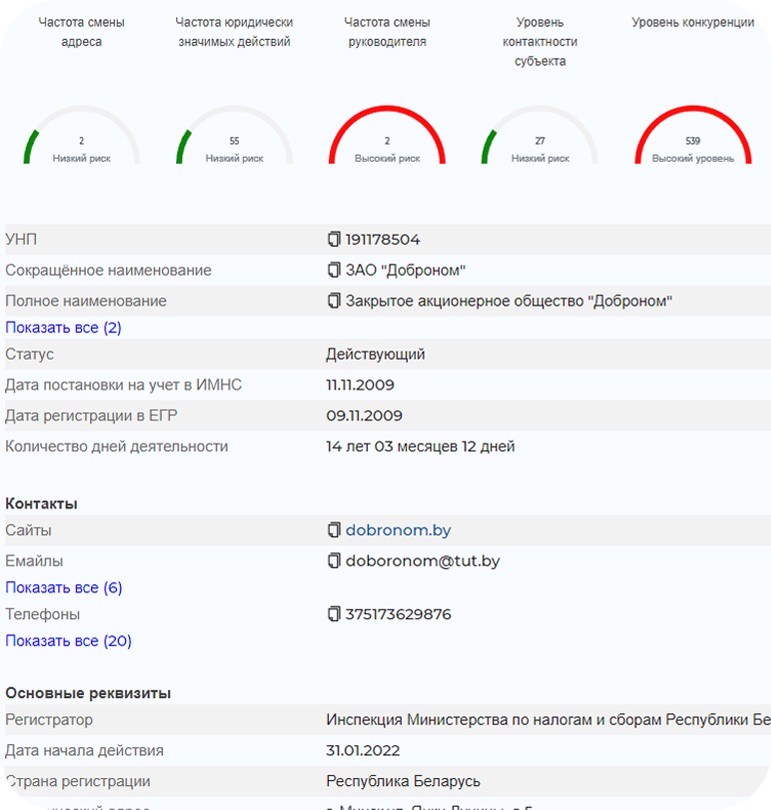 Частота смены адреса
Частота юридически значимых действий
Частота смены руководителя
Уровень контактности субъекта
Уровень конкуренции
2
Низкий риск
55
Низкий риск
2
Высокий риск
27
Низкий риск
539
Высокий уровень
УНП 191178504
Сокращённое наименование ЗАО "Доброном"
Полное наименование Закрытое акционерное общество "Доброном"
Показать все (2)
Статус Действующий
Дата постановки на учет в ИМНС 11.11.2009
Дата регистрации в ЕГР 09.11.2009
Количество дней деятельности 14 лет 03 месяцев 12 дней
Контакты
Сайты dobronom.by
Емайлы doboronom@tut.by
Показать все (6)
Телефоны 375173629876
Показать все (20)
Основные реквизиты
Регистратор Инспекция Министерства по налогам и сборам Республики Бе
Дата начала действия 31.01.2022
Страна регистрации Республика Беларусь